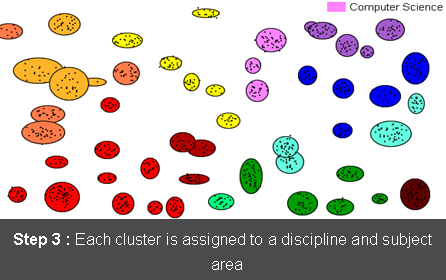 Computer Science
Step 3 : Each cluster is assigned to a discipline and subject
area